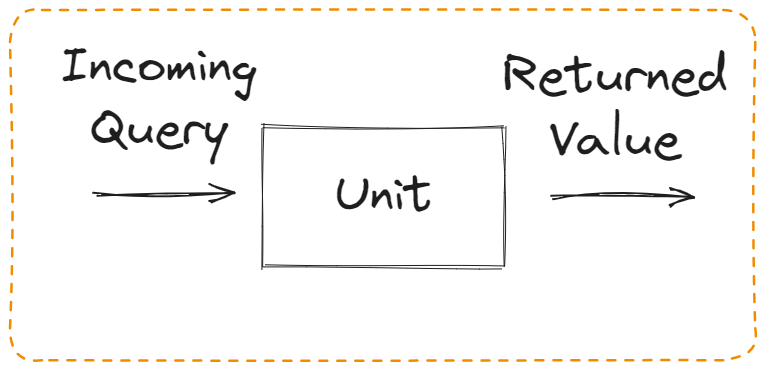 Incoming
Query
Unit
Returned
Value